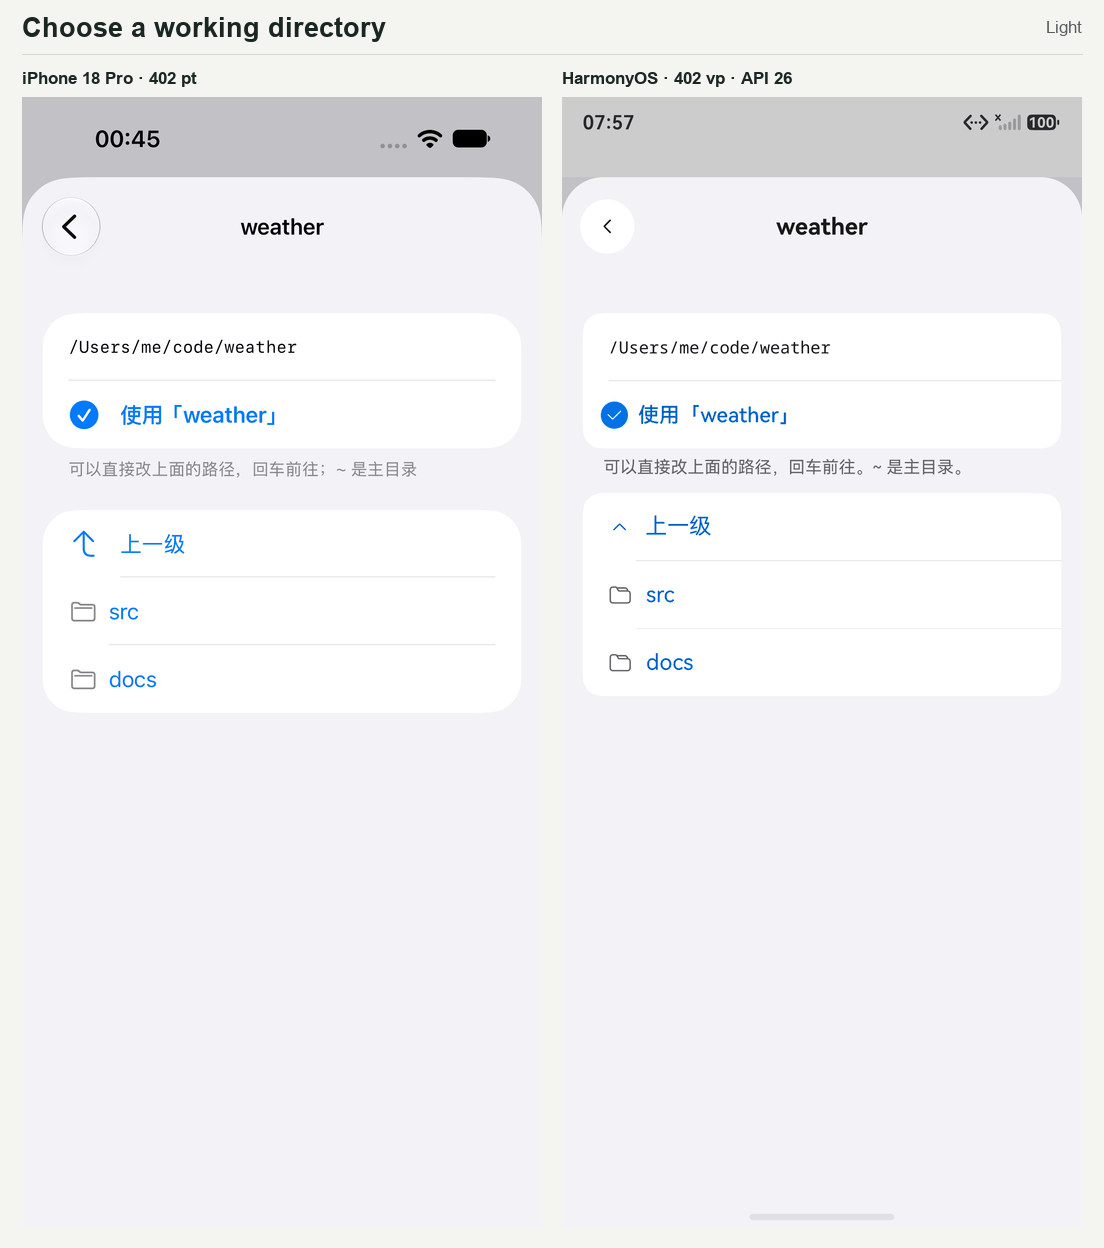 Choose a working directory
Light
iPhone 18 Pro · 402 pt
00:45
weather
/Users/me/code/weather
使用「weather」
可以直接改上面的路径，回车前往；~ 是主目录
上一级
src
docs
HarmonyOS · 402 vp · API 26
07:57
100
weather
/Users/me/code/weather
使用「weather」
可以直接改上面的路径，回车前往。~ 是主目录。
上一级
src
docs